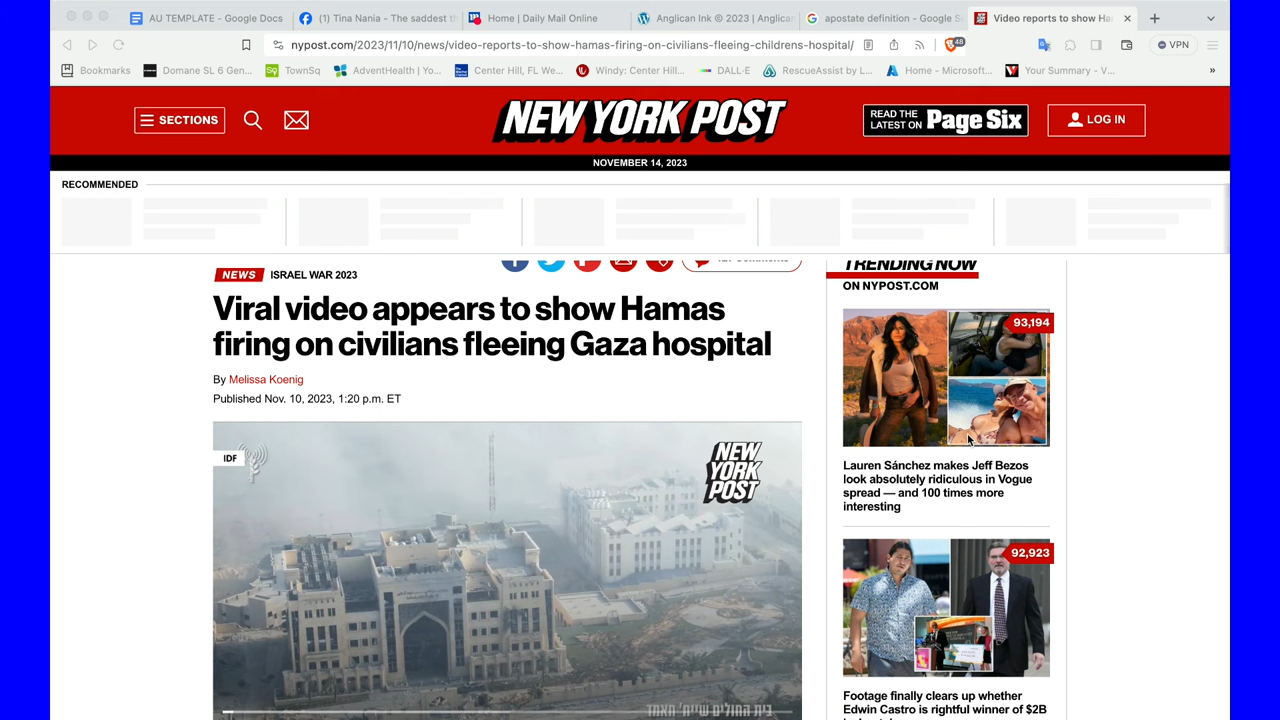 AU TEMPLATE - Google Docs
(1) Tina Nania - The saddest t
Home | Daily Mail Online
Anglican Ink © 2023 | Anglican
apostate definition - Google S
Video reports to show Ha
nypost.com/2023/11/10/news/video-reports-to-show-hamas-firing-on-civilians-fleeing-childrens-hospital/
48
VPN
Bookmarks
Domane SL 6 Gen...
Sq
TownSq
AdventHealth | Yo...
Center Hill, FL We...
Windy: Center Hill...
DALL·E
RescueAssist by L...
Home - Microsoft...
Your Summary - V...
»
SECTIONS
NEW YORK POST
READ THE
LATEST ON
Page Six
LOG IN
NOVEMBER 14, 2023
RECOMMENDED
NEWS
ISRAEL WAR 2023
Viral video appears to show Hamas
firing on civilians fleeing Gaza hospital
By Melissa Koenig
Published Nov. 10, 2023, 1:20 p.m. ET
IDF
NEW
YORK
POST
בית החולים שייח' חאמד
TRENDING NOW
ON NYPOST.COM
93,194
Lauren Sánchez makes Jeff Bezos
look absolutely ridiculous in Vogue
spread — and 100 times more
interesting
92,923
Footage finally clears up whether
Edwin Castro is rightful winner of $2B